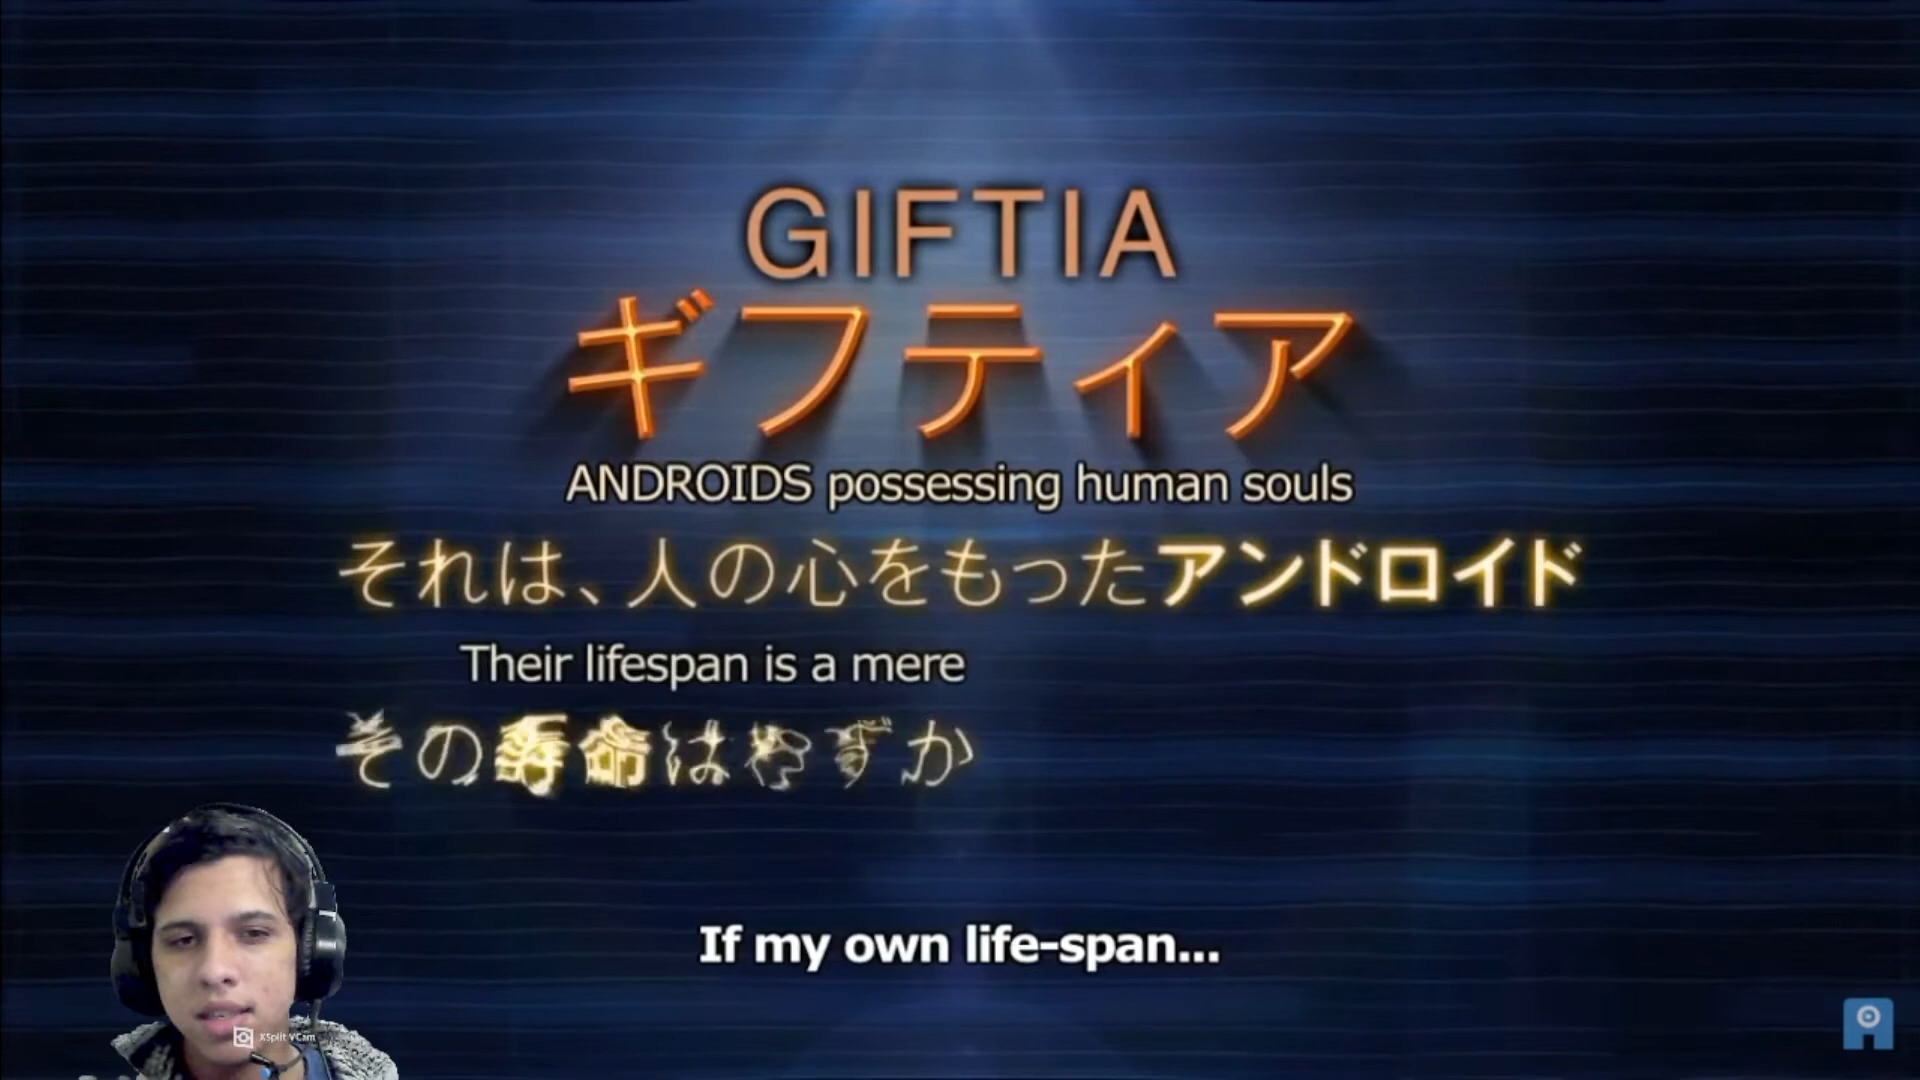 GIFTIA
ギフティア
ANDROIDS possessing human souls
それは、人の心をもったアンドロイド
Their lifespan is a mere
その寿命はわずか
If my own life-span...
XSplit VCam